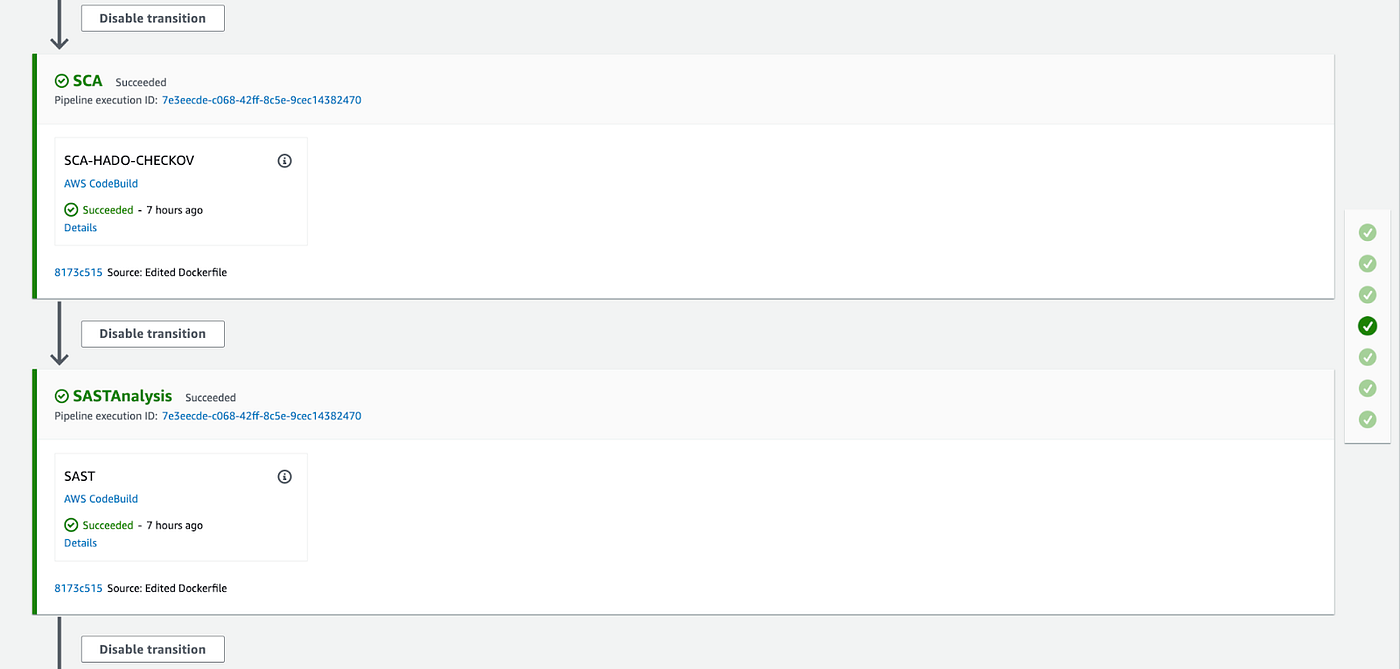 Disable transition
SCA Succeeded
Pipeline execution ID: 7e3eecde-c068-42ff-8c5e-9cec14382470
SCA-HADO-CHECKOV
AWS CodeBuild
Succeeded - 7 hours ago
Details
8173c515 Source: Edited Dockerfile
Disable transition
SASTAnalysis Succeeded
Pipeline execution ID: 7e3eecde-c068-42ff-8c5e-9cec14382470
SAST
AWS CodeBuild
Succeeded - 7 hours ago
Details
8173c515 Source: Edited Dockerfile
Disable transition